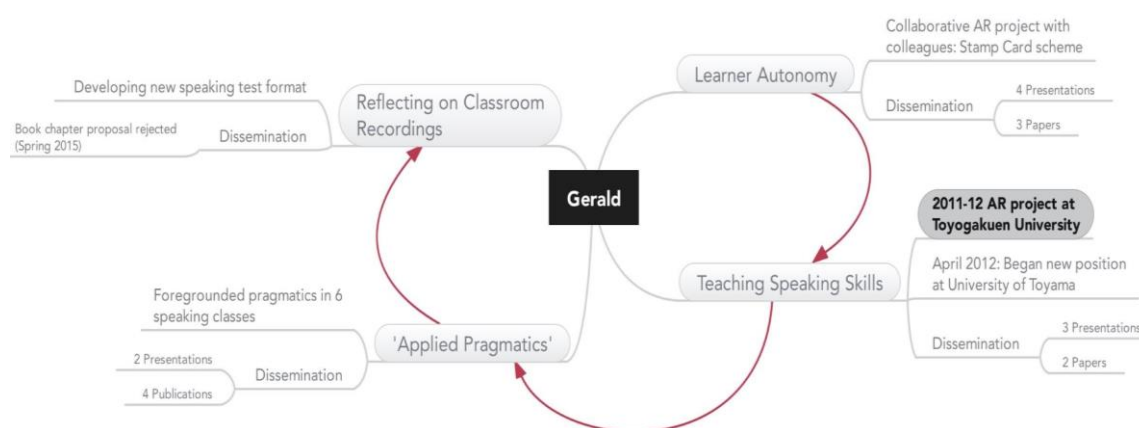 Gerald
Learner Autonomy
Collaborative AR project with
colleagues: Stamp Card scheme
Dissemination
4 Presentations
3 Papers
Teaching Speaking Skills
2011-12 AR project at
Toyogakuen University
April 2012: Began new position
at University of Toyama
Dissemination
3 Presentations
2 Papers
'Applied Pragmatics'
Foregrounded pragmatics in 6
speaking classes
Dissemination
2 Presentations
4 Publications
Reflecting on Classroom
Recordings
Developing new speaking test format
Dissemination
Book chapter proposal rejected
(Spring 2015)